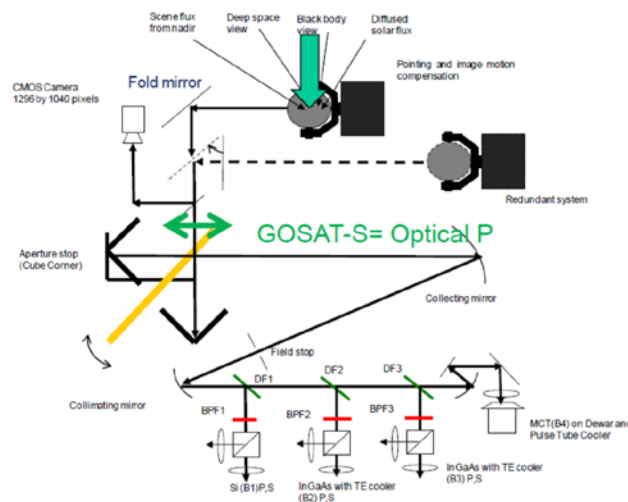 Scene flux
from nadir
Deep space
view
Black body
view
Diffused
solar flux
Pointing and image motion
compensation
CMOS Camera
1296 by 1040 pixels
Fold mirror
Redundant system
GOSAT-S= Optical P
Aperture stop
(Cube Corner)
Collecting mirror
Field stop
Collimating mirror
DF1
DF2
DF3
BPF1
BPF2
BPF3
MCT(B4) on Dewar and
Pulse Tube Cooler
Si (B1)P,S
InGaAs with TE cooler
(B2) P,S
InGaAs with TE cooler
(B3) P,S